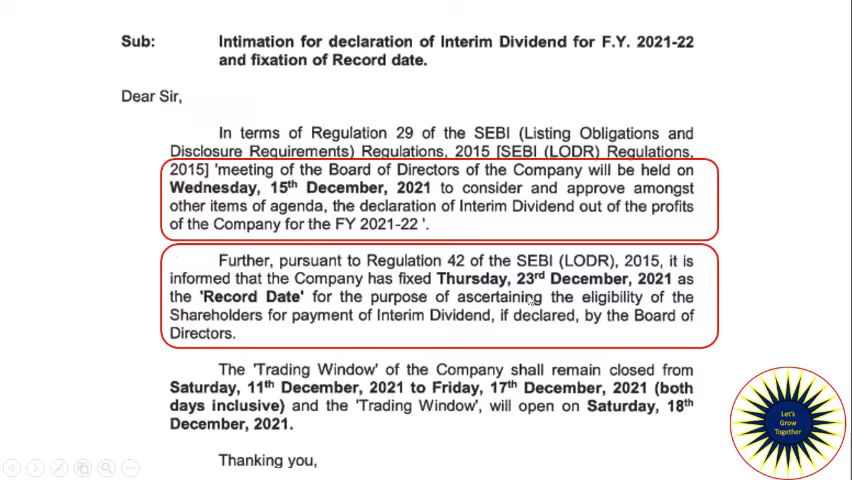 Sub: Intimation for declaration of Interim Dividend for F.Y. 2021-22
and fixation of Record date.
Dear Sir,
In terms of Regulation 29 of the SEBI (Listing Obligations and
Disclosure Requirements) Regulations, 2015 [SEBI (LODR) Regulations,
2015] 'meeting of the Board of Directors of the Company will be held on
Wednesday, 15th December, 2021 to consider and approve amongst
other items of agenda, the declaration of Interim Dividend out of the profits
of the Company for the FY 2021-22 '.
Further, pursuant to Regulation 42 of the SEBI (LODR), 2015, it is
informed that the Company has fixed Thursday, 23rd December, 2021 as
the 'Record Date' for the purpose of ascertaining the eligibility of the
Shareholders for payment of Interim Dividend, if declared, by the Board of
Directors.
The 'Trading Window' of the Company shall remain closed from
Saturday, 11th December, 2021 to Friday, 17th December, 2021 (both
days inclusive) and the 'Trading Window', will open on Saturday, 18th
December, 2021.
Thanking you,
Let's
Grow
Together